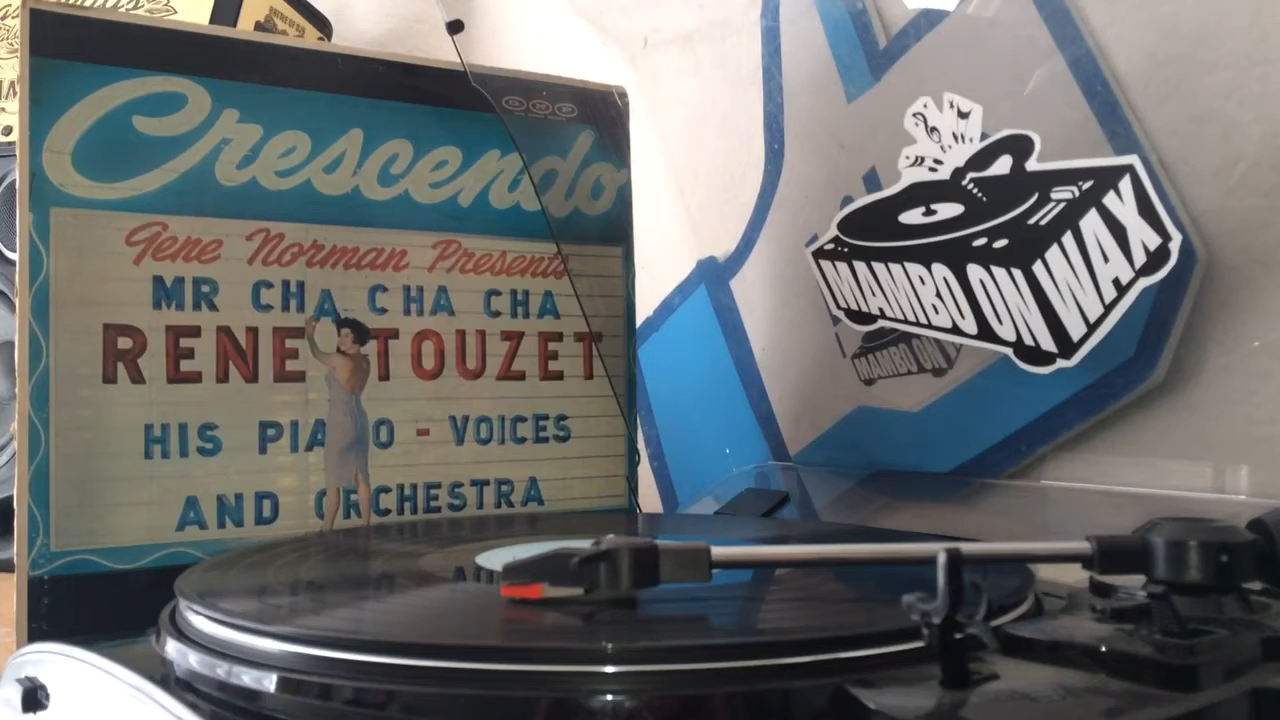 Crescendo
GNP
Gene Norman Presents
MR CHA CHA CHA
RENE TOUZET
HIS PIANO - VOICES
AND ORCHESTRA
MAMBO ON WAX
MAMBO ON